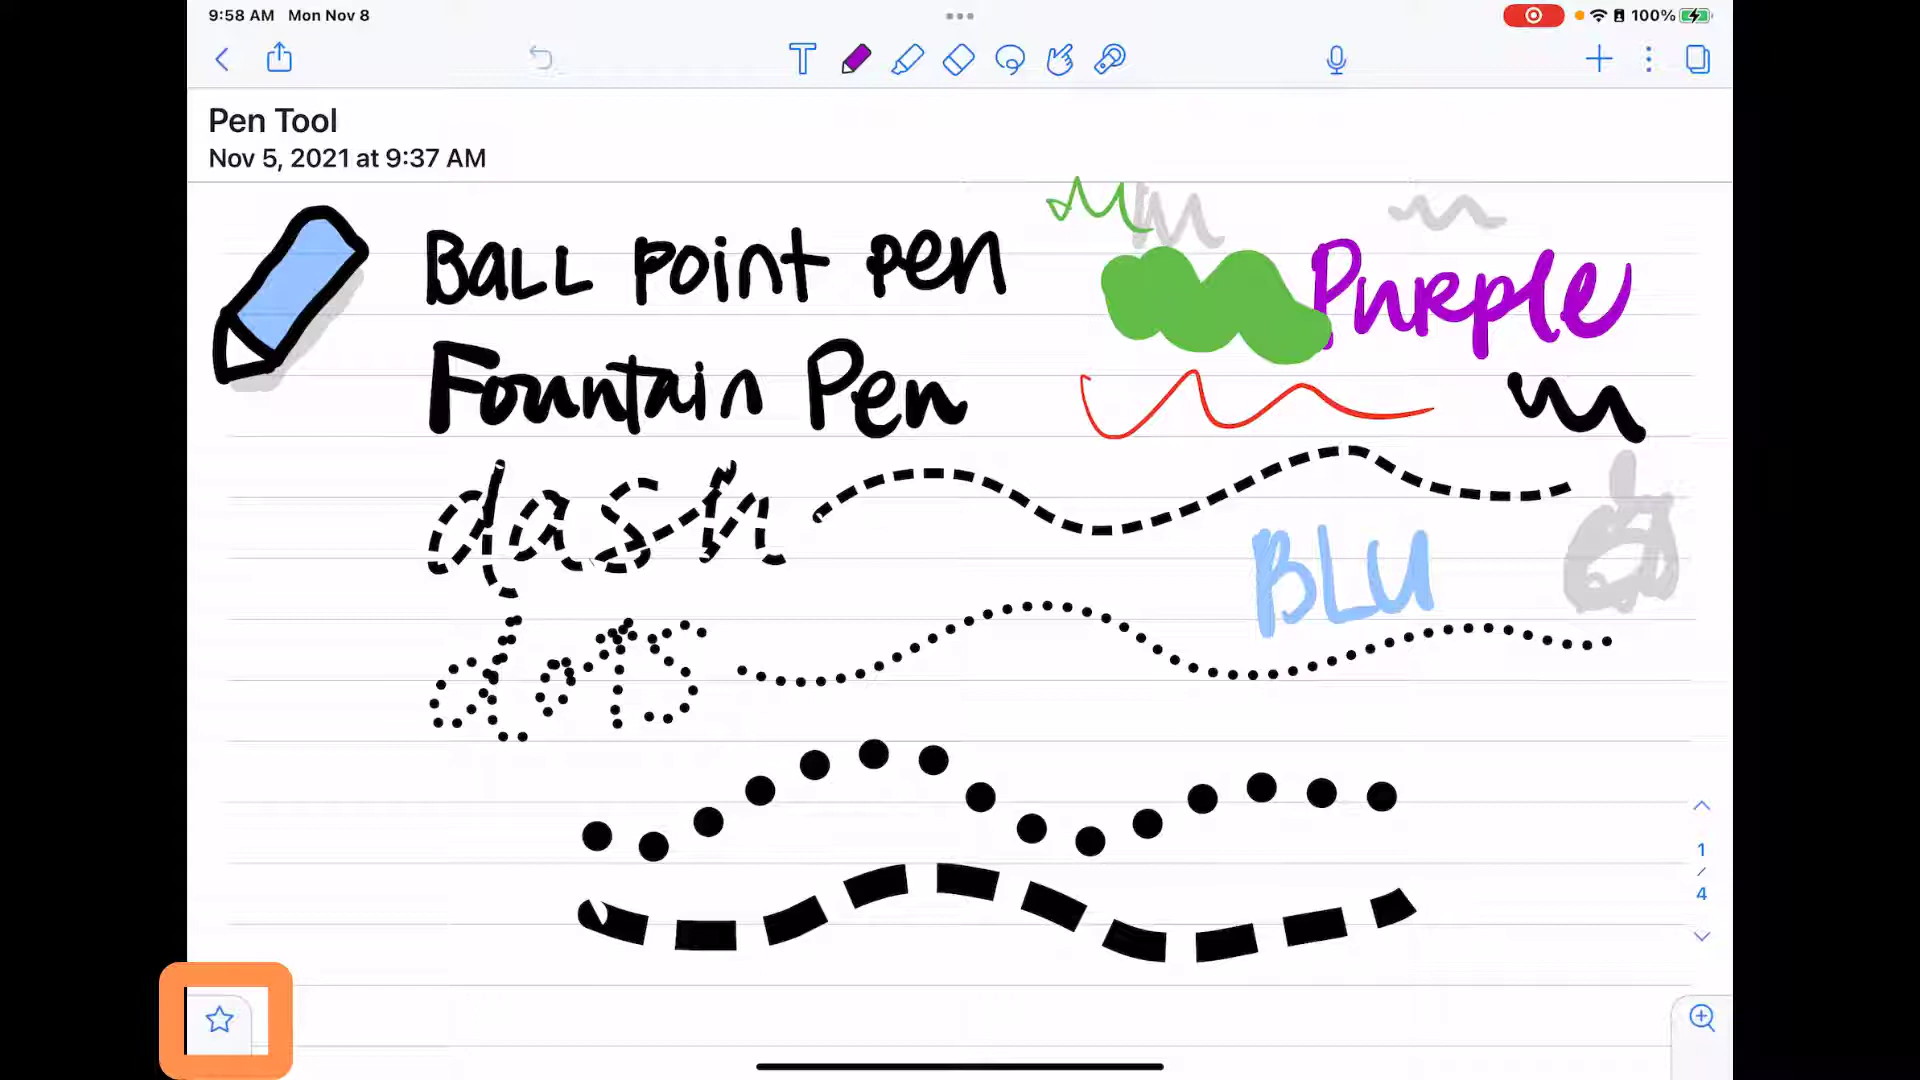 9:58 AM Mon Nov 8
100%
Pen Tool
Nov 5, 2021 at 9:37 AM
Ball point pen
Purple
Fountain Pen
dash
BLU
dots
1
/
4